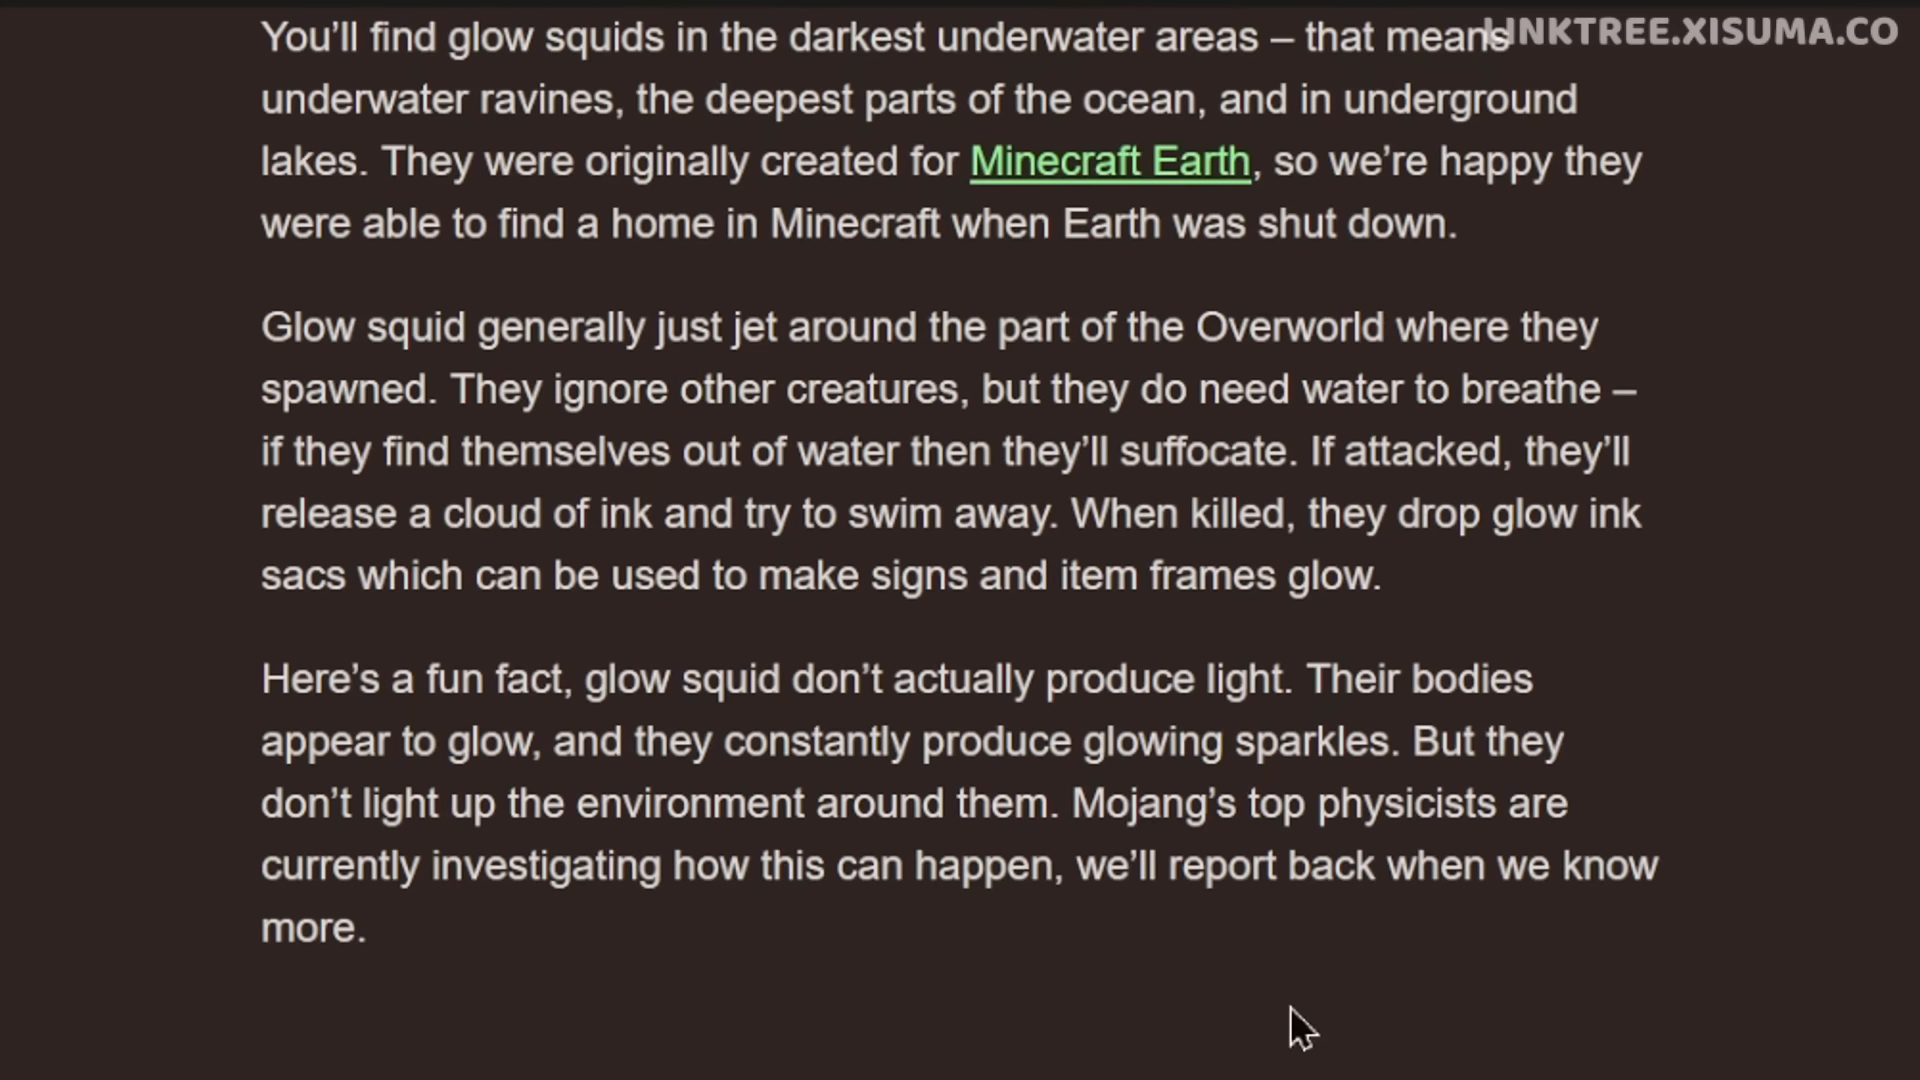 You’ll find glow squids in the darkest underwater areas – that means
LINKTREE.XISUMA.CO
underwater ravines, the deepest parts of the ocean, and in underground
lakes. They were originally created for Minecraft Earth, so we’re happy they
were able to find a home in Minecraft when Earth was shut down.
Glow squid generally just jet around the part of the Overworld where they
spawned. They ignore other creatures, but they do need water to breathe –
if they find themselves out of water then they’ll suffocate. If attacked, they’ll
release a cloud of ink and try to swim away. When killed, they drop glow ink
sacs which can be used to make signs and item frames glow.
Here’s a fun fact, glow squid don’t actually produce light. Their bodies
appear to glow, and they constantly produce glowing sparkles. But they
don’t light up the environment around them. Mojang’s top physicists are
currently investigating how this can happen, we’ll report back when we know
more.